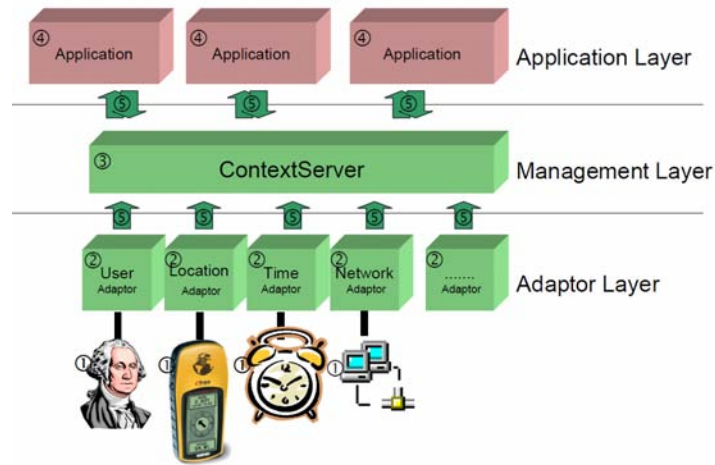 ④ Application ④ Application ④ Application
Application Layer
⑤ ⑤ ⑤
③ ContextServer
Management Layer
⑤ ⑤ ⑤ ⑤ ⑤
② User Adaptor
② Location Adaptor
② Time Adaptor
② Network Adaptor
② ....... Adaptor
Adaptor Layer
① ① ① ①